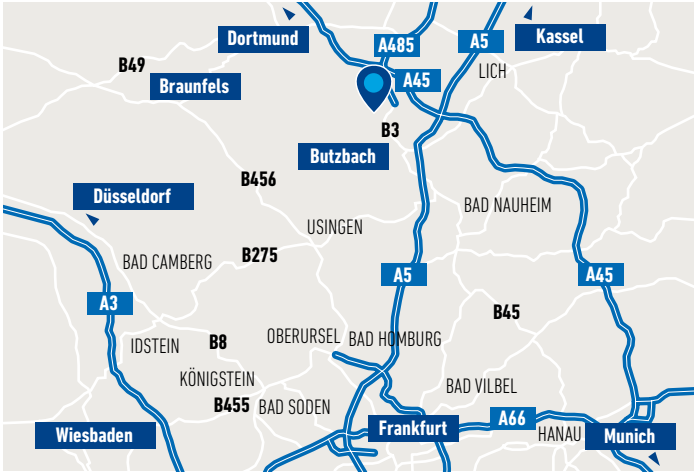 Dortmund
A485
A5
Kassel
B49
Braunfels
A45
LICH
B3
Butzbach
B456
Düsseldorf
BAD NAUHEIM
USINGEN
B275
BAD CAMBERG
A5
A45
A3
B45
IDSTEIN
B8
OBERURSEL
BAD HOMBURG
KÖNIGSTEIN
BAD VILBEL
B455
BAD SODEN
A66
Wiesbaden
Frankfurt
HANAU
Munich